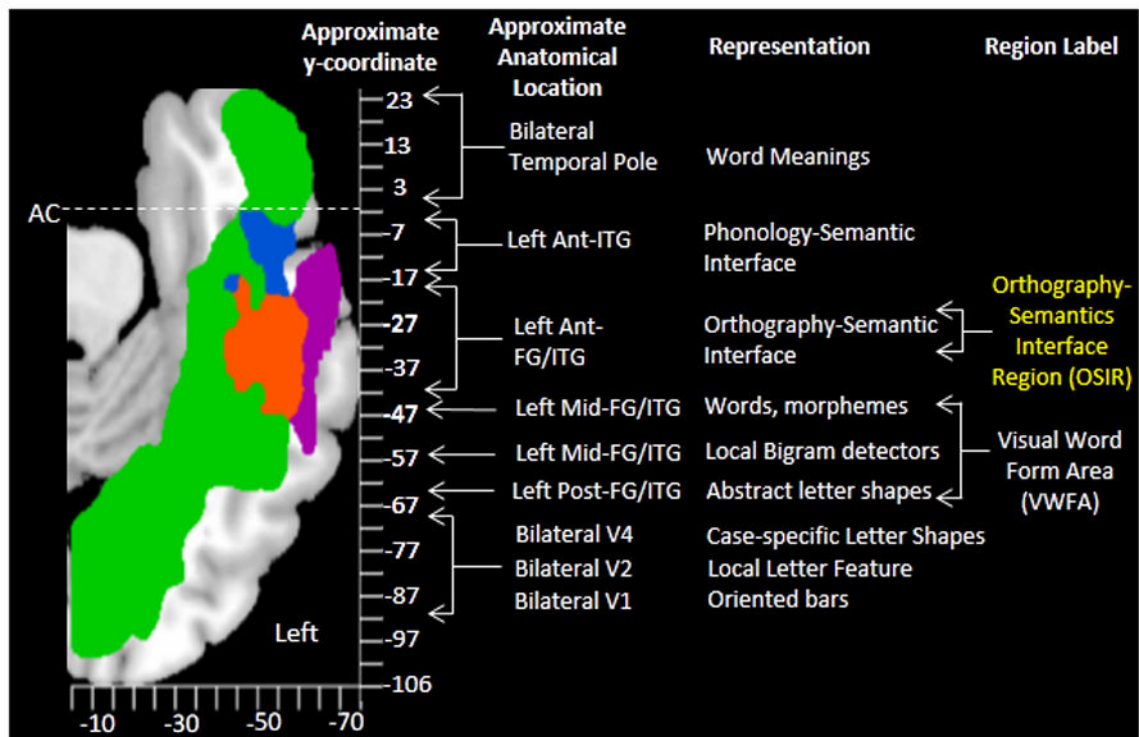 Approximate
y-coordinate
Approximate
Anatomical
Location
Representation
Region Label
23
13
3
AC
-7
-17
-27
-37
-47
-57
-67
-77
-87
-97
-106
Bilateral
Temporal Pole
Word Meanings
Left Ant-ITG
Phonology-Semantic
Interface
Left Ant-
FG/ITG
Orthography-Semantic
Interface
Orthography-
Semantics
Interface
Region (OSIR)
Left Mid-FG/ITG
Words, morphemes
Left Mid-FG/ITG
Local Bigram detectors
Visual Word
Form Area
(VWFA)
Left Post-FG/ITG
Abstract letter shapes
Bilateral V4
Case-specific Letter Shapes
Bilateral V2
Local Letter Feature
Bilateral V1
Oriented bars
Left
-10
-30
-50
-70